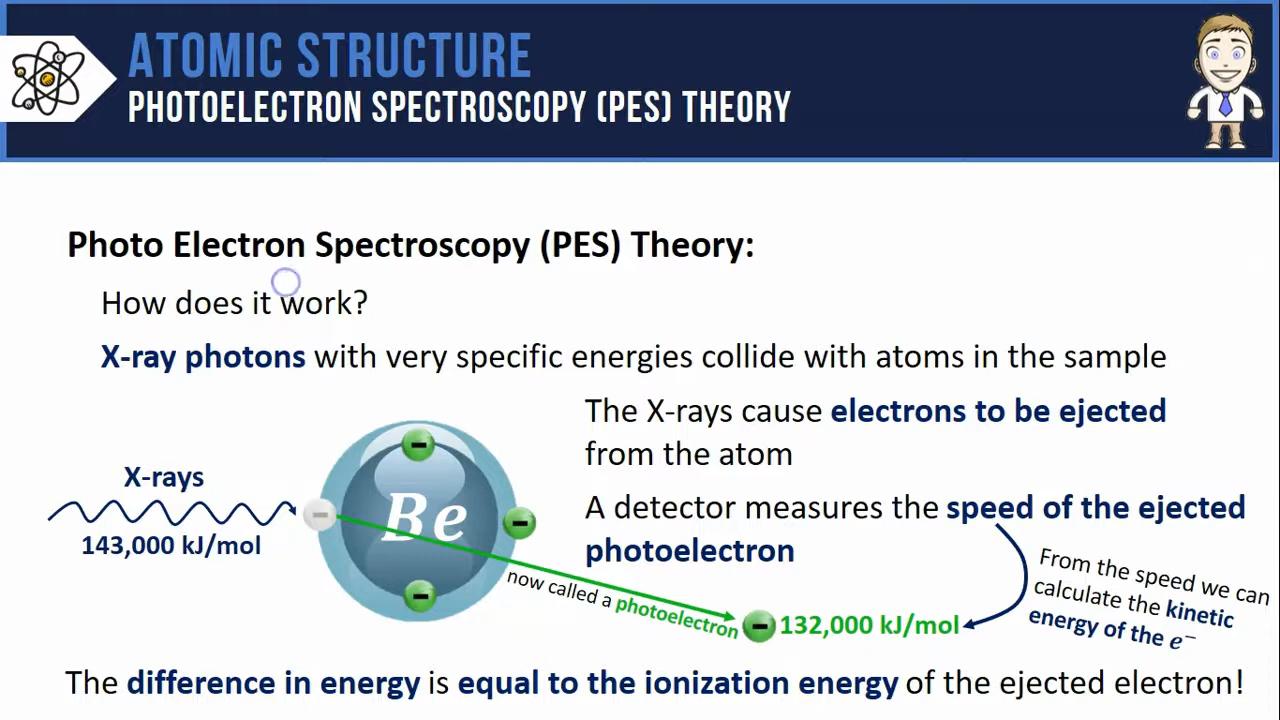 ATOMIC STRUCTURE
PHOTOELECTRON SPECTROSCOPY (PES) THEORY
Photo Electron Spectroscopy (PES) Theory:
How does it work?
X-ray photons with very specific energies collide with atoms in the sample
The X-rays cause electrons to be ejected
from the atom
X-rays
143,000 kJ/mol
Be
A detector measures the speed of the ejected
photoelectron
now called a photoelectron
132,000 kJ/mol
From the speed we can
calculate the kinetic
energy of the e⁻
The difference in energy is equal to the ionization energy of the ejected electron!